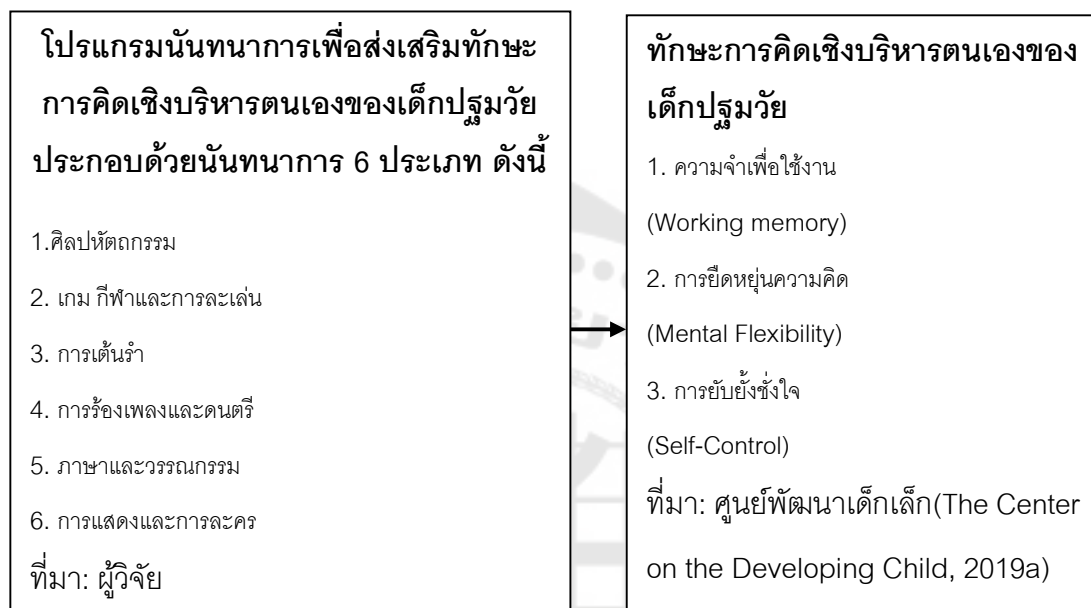 โปรแกรมนันทนาการเพื่อส่งเสริมทักษะ
การคิดเชิงบริหารตนเองของเด็กปฐมวัย
ประกอบด้วยนันทนาการ 6 ประเภท ดังนี้
1.ศิลปหัตถกรรม
2. เกม กีฬาและการละเล่น
3. การเต้นรำ
4. การร้องเพลงและดนตรี
5. ภาษาและวรรณกรรม
6. การแสดงและการละคร
ที่มา: ผู้วิจัย
ทักษะการคิดเชิงบริหารตนเองของ
เด็กปฐมวัย
1. ความจำเพื่อใช้งาน
(Working memory)
2. การยืดหยุ่นความคิด
(Mental Flexibility)
3. การยับยั้งชั่งใจ
(Self-Control)
ที่มา: ศูนย์พัฒนาเด็กเล็ก(The Center
on the Developing Child, 2019a)